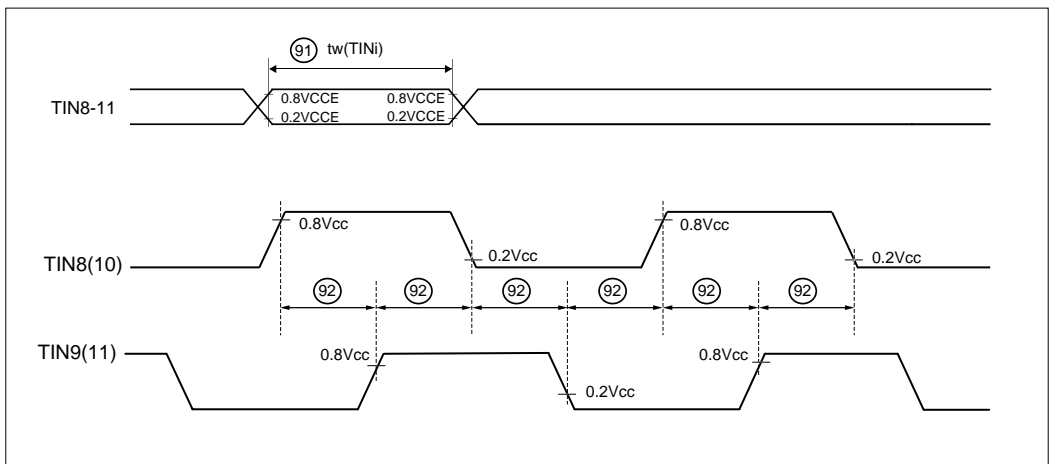 91 tw(TINi)
TIN8-11
0.8VCCE 0.8VCCE
0.2VCCE 0.2VCCE
0.8Vcc 0.8Vcc
TIN8(10)
0.2Vcc 0.2Vcc
92 92 92 92 92 92
TIN9(11)
0.8Vcc 0.8Vcc
0.2Vcc